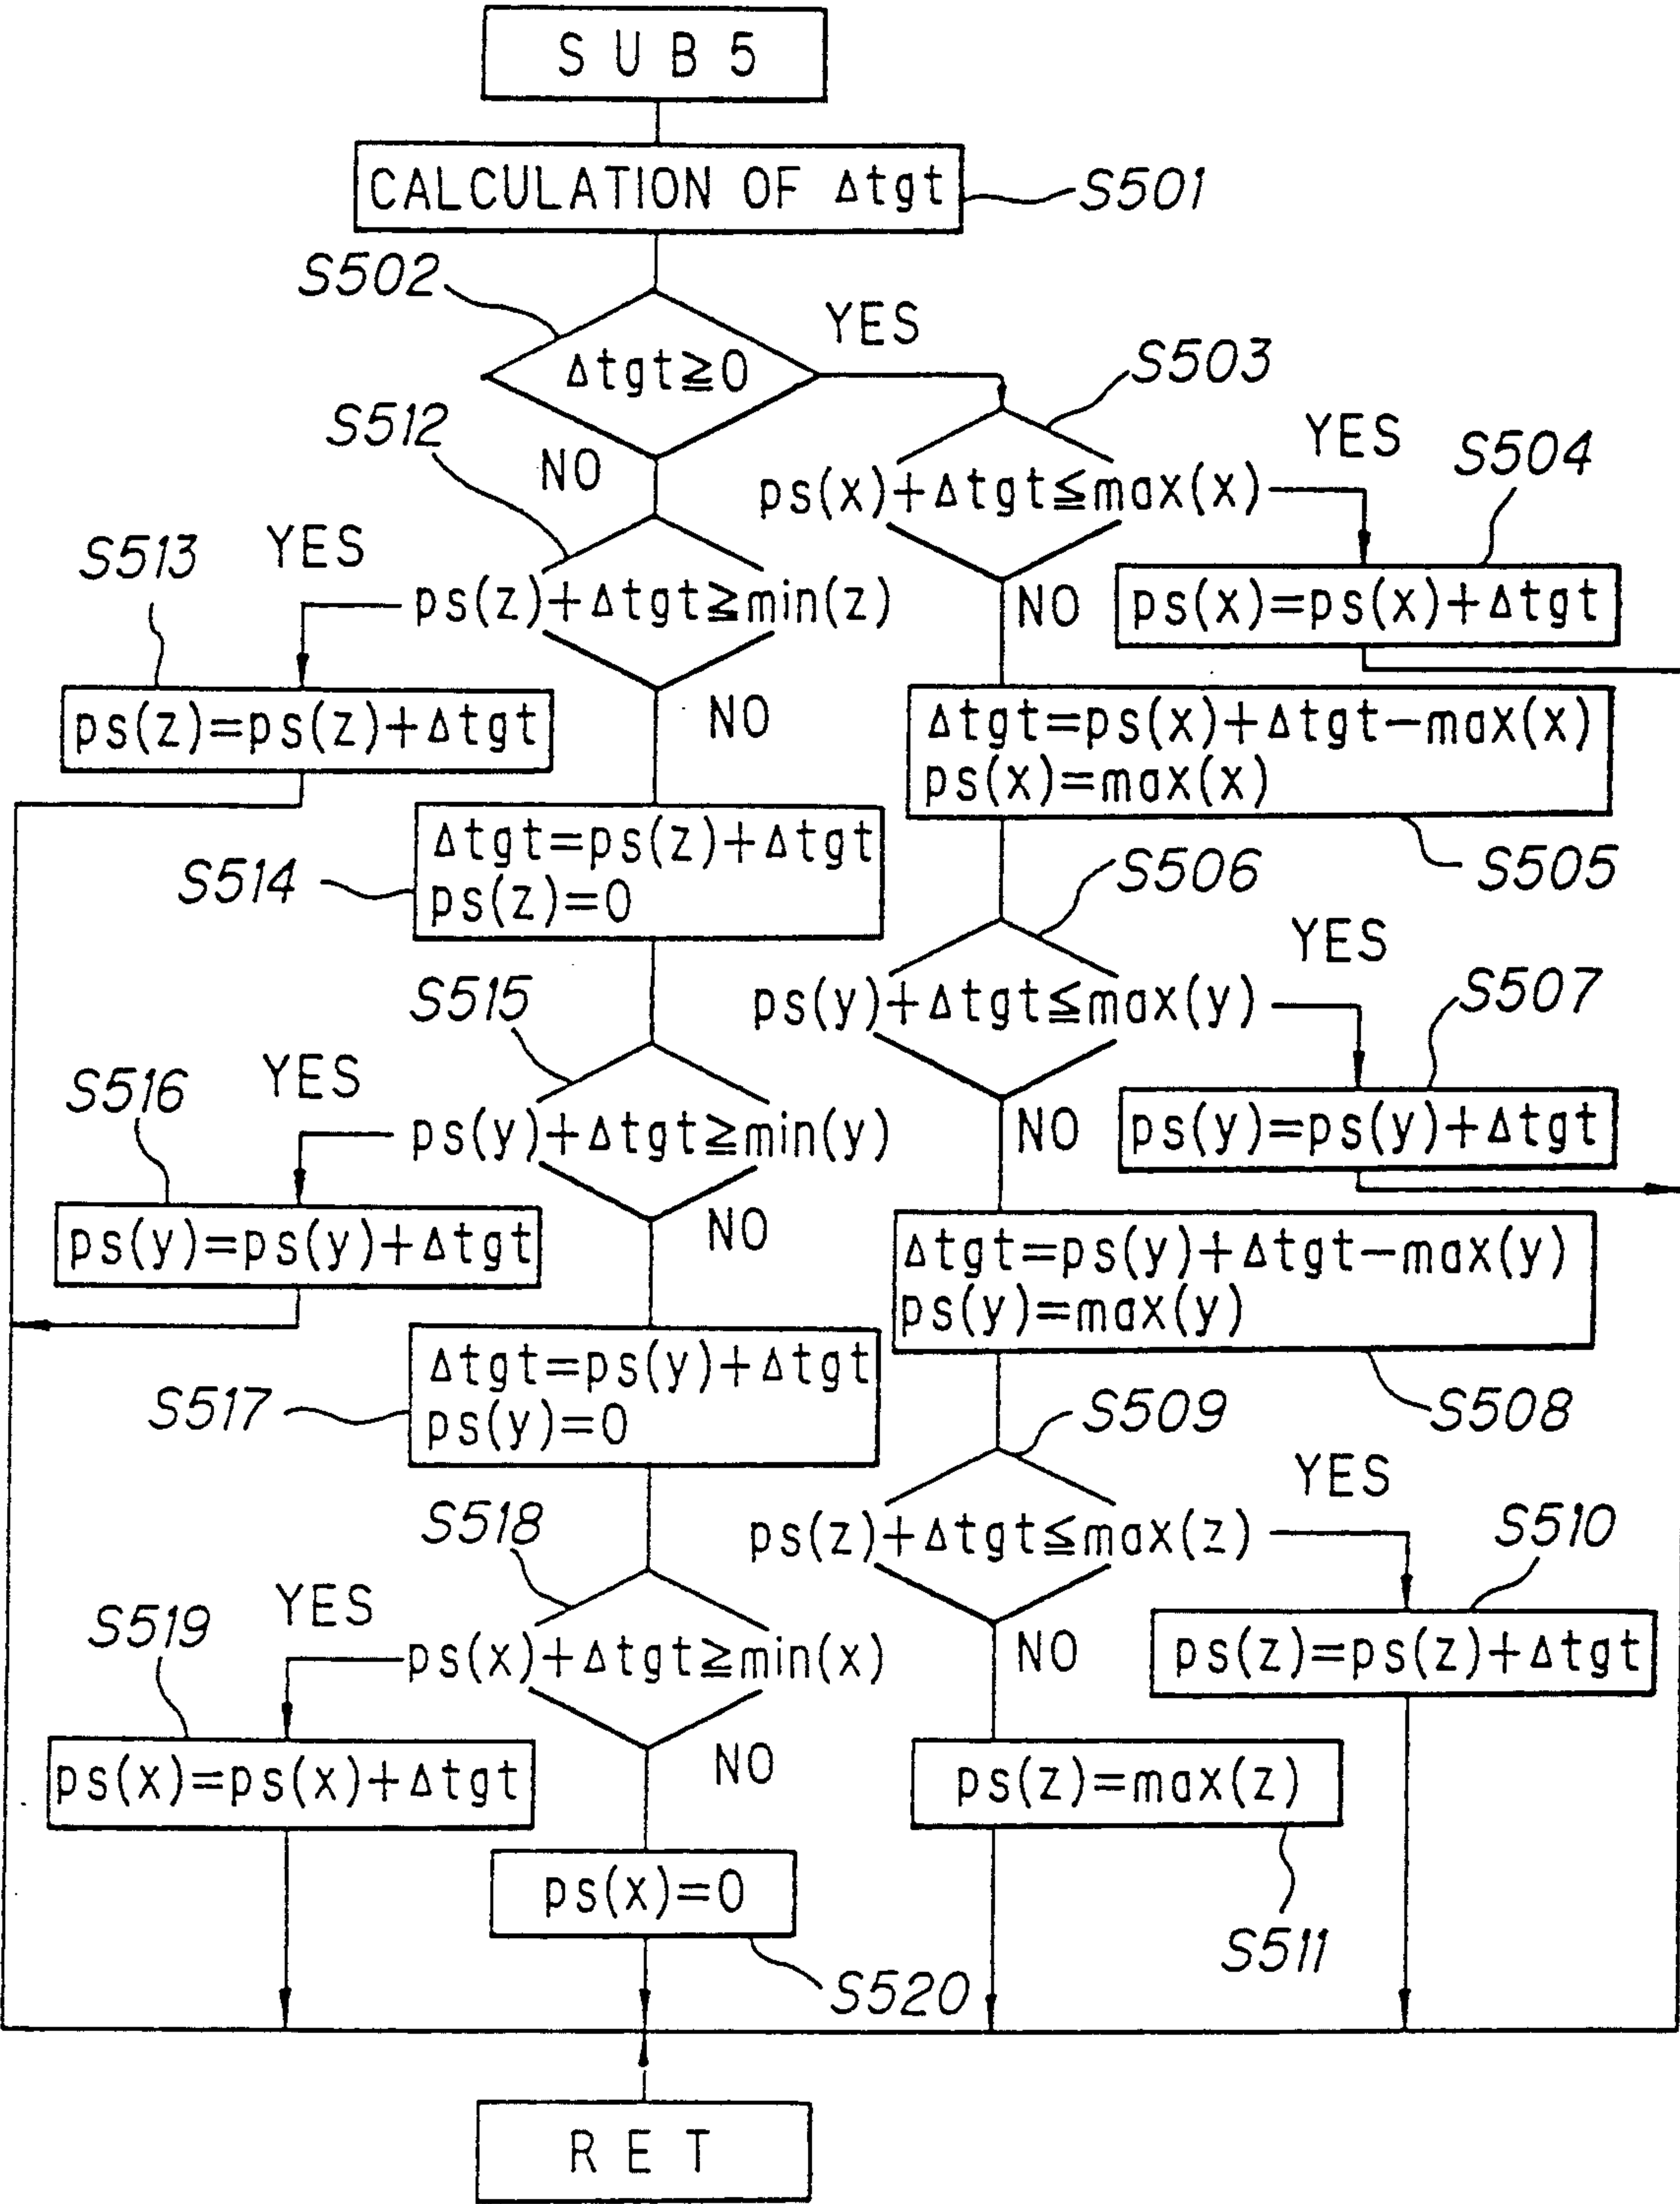 SUB5
CALCULATION OF Δtgt
S501
S502
YES
Δtgt≧0
S503
S512
NO
YES
S504
ps(x)+Δtgt≦max(x)
S513
YES
ps(z)+Δtgt≧min(z)
NO
ps(x)=ps(x)+Δtgt
ps(z)=ps(z)+Δtgt
NO
Δtgt=ps(x)+Δtgt-max(x)
ps(x)=max(x)
S505
Δtgt=ps(z)+Δtgt
ps(z)=0
S514
S506
YES
S515
ps(y)+Δtgt≦max(y)
S507
S516
YES
ps(y)+Δtgt≧min(y)
NO
ps(y)=ps(y)+Δtgt
ps(y)=ps(y)+Δtgt
NO
Δtgt=ps(y)+Δtgt-max(y)
ps(y)=max(y)
S508
Δtgt=ps(y)+Δtgt
ps(y)=0
S517
S509
YES
S518
ps(z)+Δtgt≦max(z)
S510
S519
YES
ps(x)+Δtgt≧min(x)
NO
ps(z)=ps(z)+Δtgt
ps(x)=ps(x)+Δtgt
NO
ps(z)=max(z)
S511
ps(x)=0
S520
RET